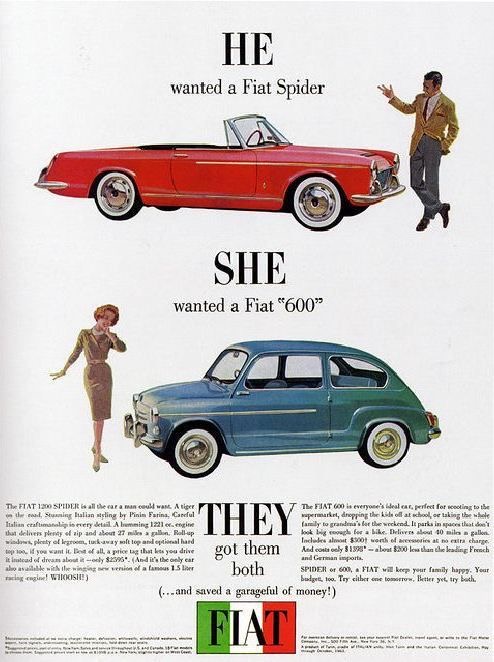 HE
wanted a Fiat Spider
SHE
wanted a Fiat "600"
The FIAT 1200 SPIDER is all the car a man could want. A tiger
on the road. Stunning Italian styling by Pinin Farina. Careful
Italian craftsmanship in every detail. A humming 1221 cc. engine
that delivers plenty of zip and about 27 miles a gallon. Roll-up
windows, plenty of legroom, tuck-away soft top and optional hard
top too, if you want it. Best of all, a price tag that lets you drive
it instead of dream about it—only $2595*. (And it's the only car
also available with the winging new version of a famous 1.5 liter
racing engine! WHOOSH!)
THEY
got them
both
(...and saved a garageful of money!)
The FIAT 600 is everyone's ideal car, perfect for scooting to the
supermarket, dropping the kids off at school, or taking the whole
family to grandma's for the weekend. It parks in spaces that don't
look big enough for a bike. Delivers about 40 miles a gallon.
Includes almost $300 worth of accessories at no extra charge.
And costs only $1398*—about $200 less than the leading French
and German imports.
SPIDER or 600, a FIAT will keep your family happy. Your
budget, too. Try either one tomorrow. Better yet, try both.
FIAT